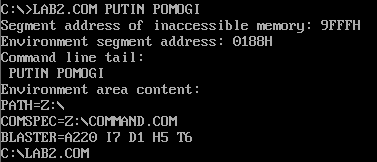 C:\>LAB2.COM PUTIN POMOGI
Segment address of inaccessible memory: 9FFFH
Environment segment address: 0188H
Command line tail:
 PUTIN POMOGI
Environment area content:
PATH=Z:\
COMSPEC=Z:\COMMAND.COM
BLASTER=A220 I7 D1 H5 T6
C:\LAB2.COM